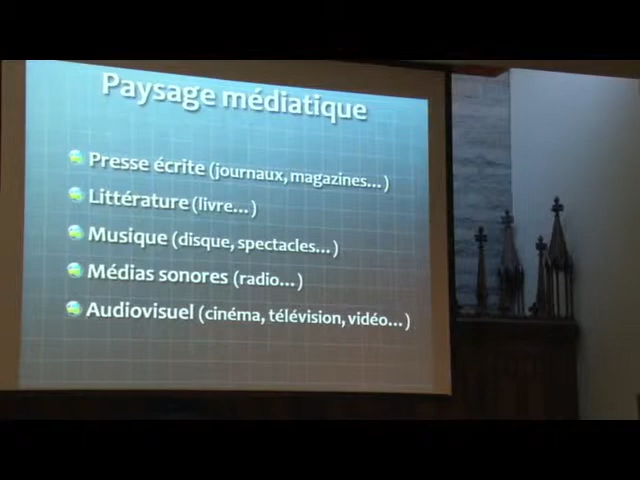 Paysage médiatique
Presse écrite (journaux, magazines...)
Littérature (livre...)
Musique (disque, spectacles...)
Médias sonores (radio...)
Audiovisuel (cinéma, télévision, vidéo...)